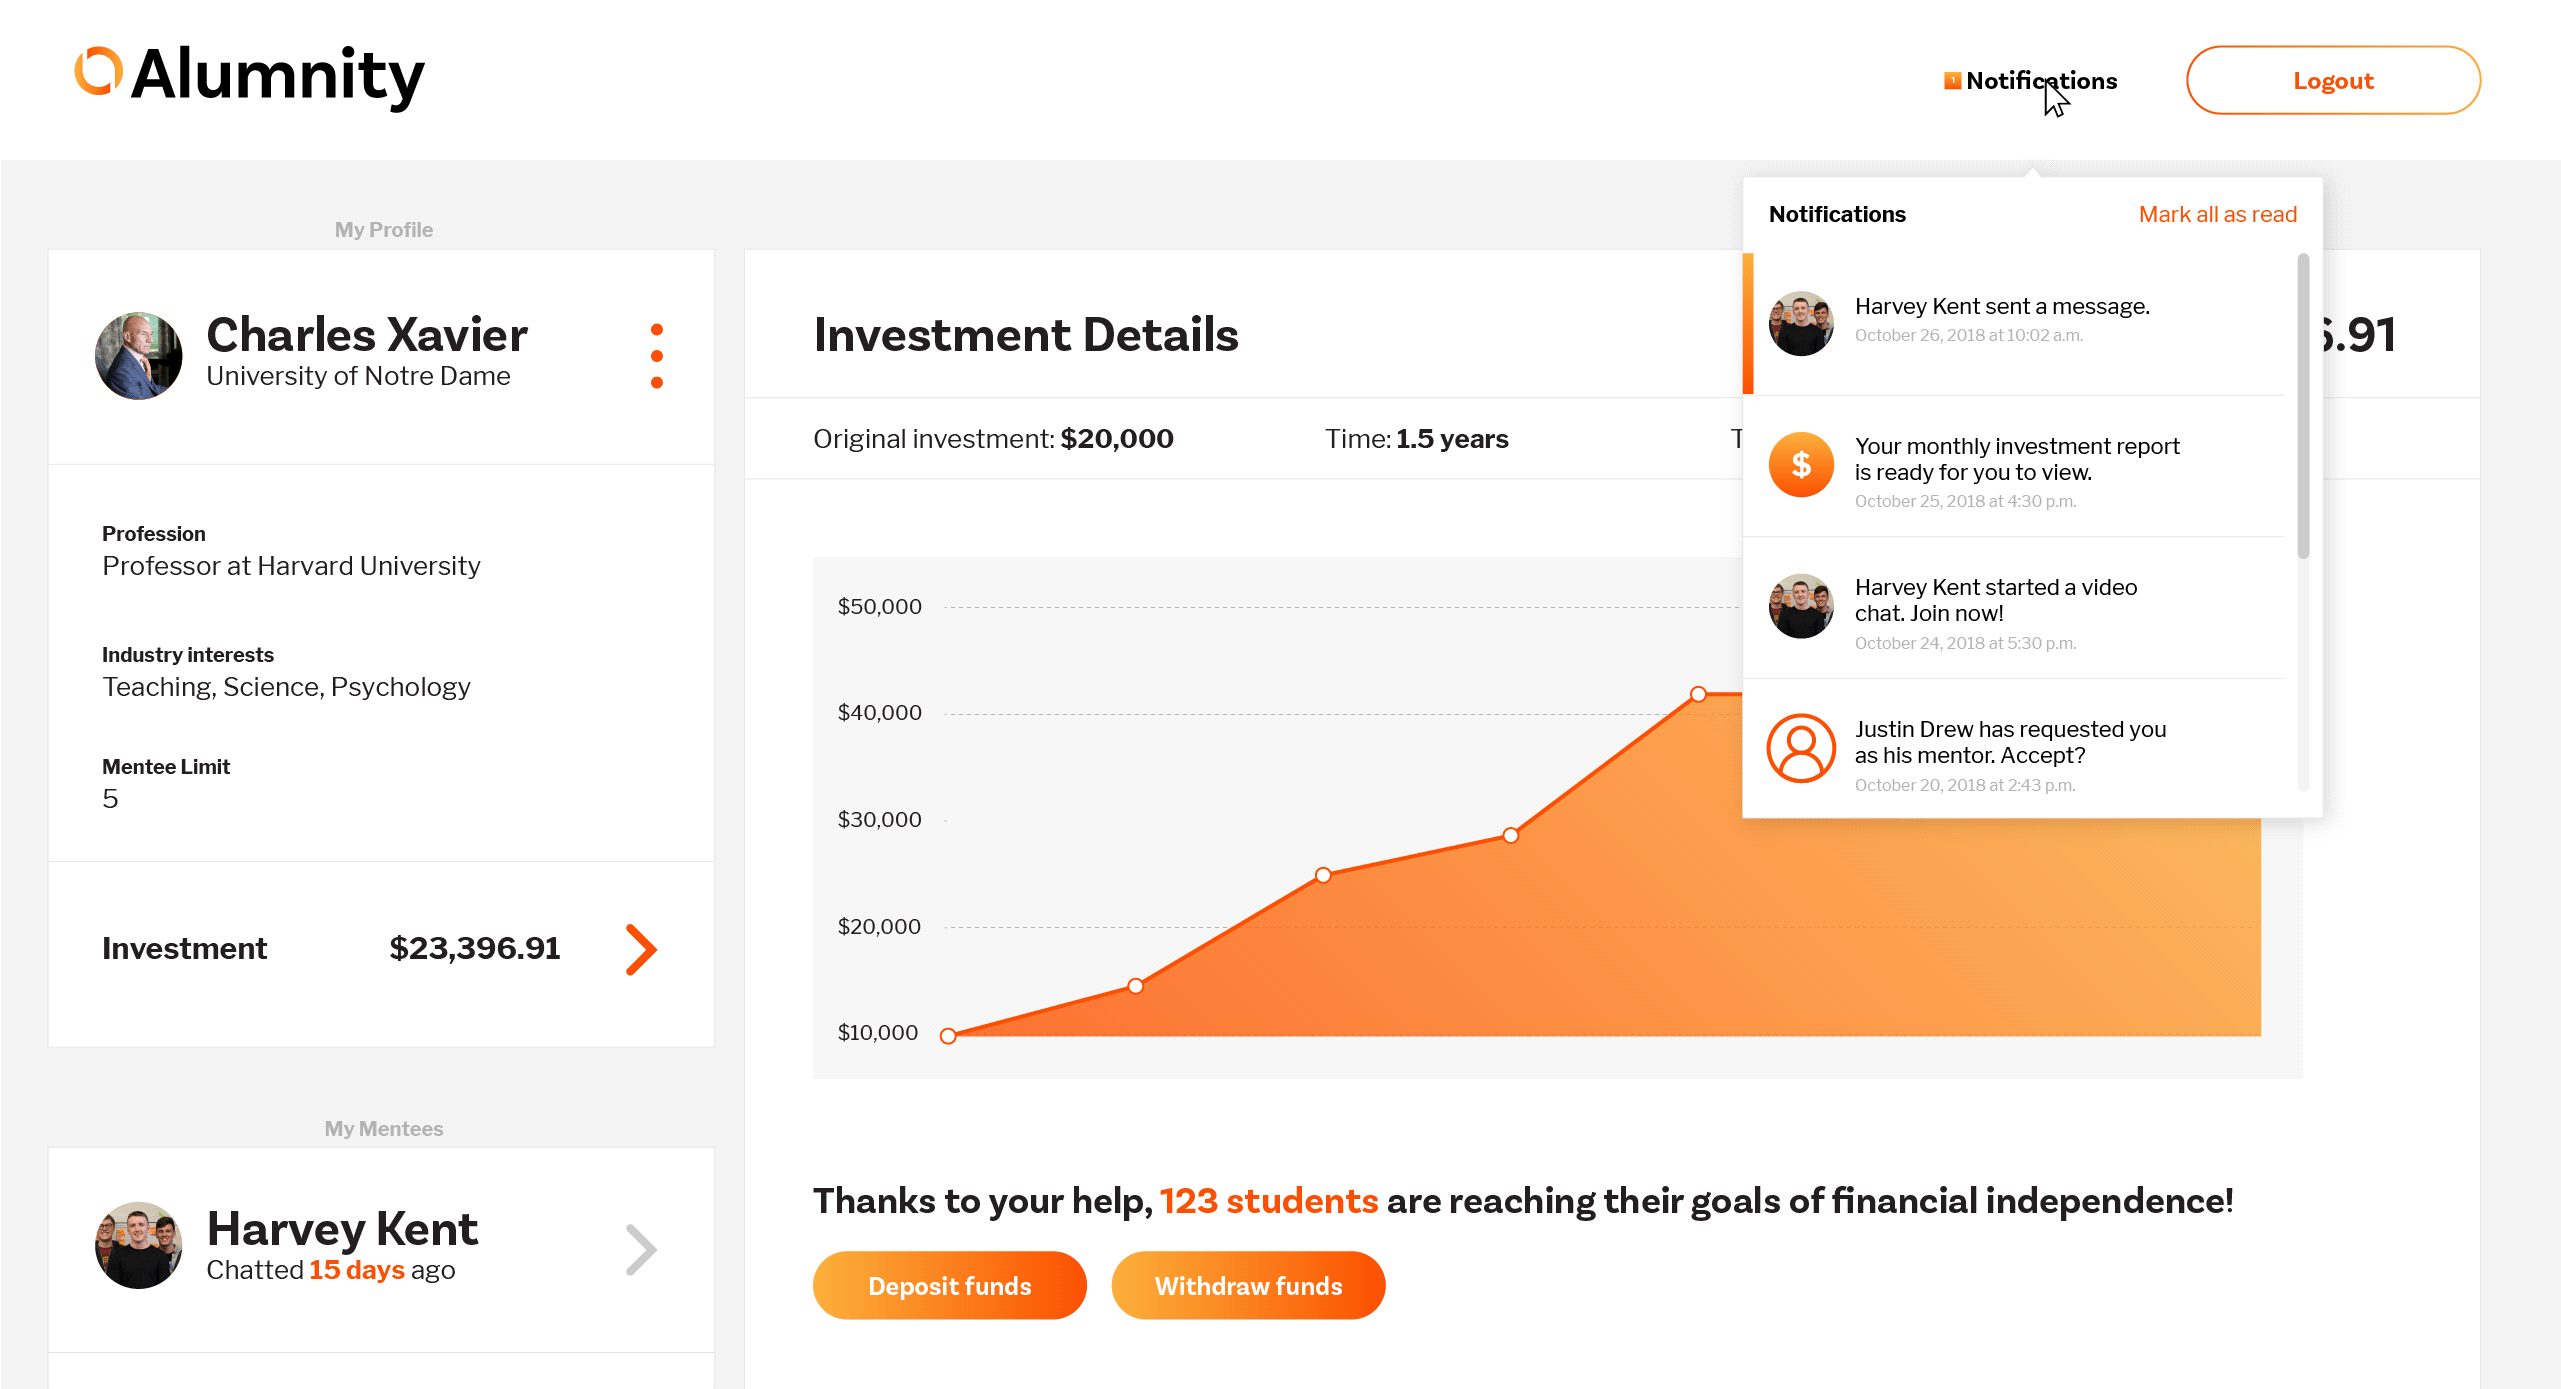 Alumnity
1 Notifications
Logout
My Profile
Charles Xavier
University of Notre Dame
Profession
Professor at Harvard University
Industry interests
Teaching, Science, Psychology
Mentee Limit
5
Investment $23,396.91
My Mentees
Harvey Kent
Chatted 15 days ago
Investment Details
6.91
Original investment: $20,000 Time: 1.5 years
$50,000
$40,000
$30,000
$20,000
$10,000
Thanks to your help, 123 students are reaching their goals of financial independence!
Deposit funds
Withdraw funds
Notifications
Mark all as read
Harvey Kent sent a message.
October 26, 2018 at 10:02 a.m.
$
Your monthly investment report
is ready for you to view.
October 25, 2018 at 4:30 p.m.
Harvey Kent started a video
chat. Join now!
October 24, 2018 at 5:30 p.m.
Justin Drew has requested you
as his mentor. Accept?
October 20, 2018 at 2:43 p.m.